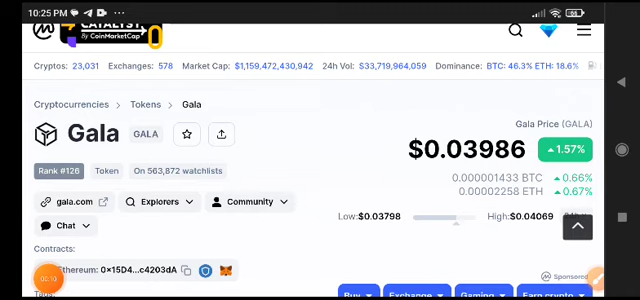 10:25 PM
65
CATALYST
By CoinMarketCap
Cryptos: 23,031 Exchanges: 578 Market Cap: $1,159,472,430,942 24h Vol: $33,719,964,059 Dominance: BTC: 46.3% ETH: 18.6%
Cryptocurrencies Tokens Gala
Gala Price (GALA)
Gala GALA
$0.03986 1.57%
Rank #126 Token On 563,872 watchlists
0.000001433 BTC 0.66%
0.00002258 ETH 0.67%
gala.com Explorers Community
Low: $0.03798 High: $0.04069
Chat
Contracts:
Ethereum: 0x15D4...c4203dA
00:10
Sponsored
Buy Exchange Gaming Earn crypto